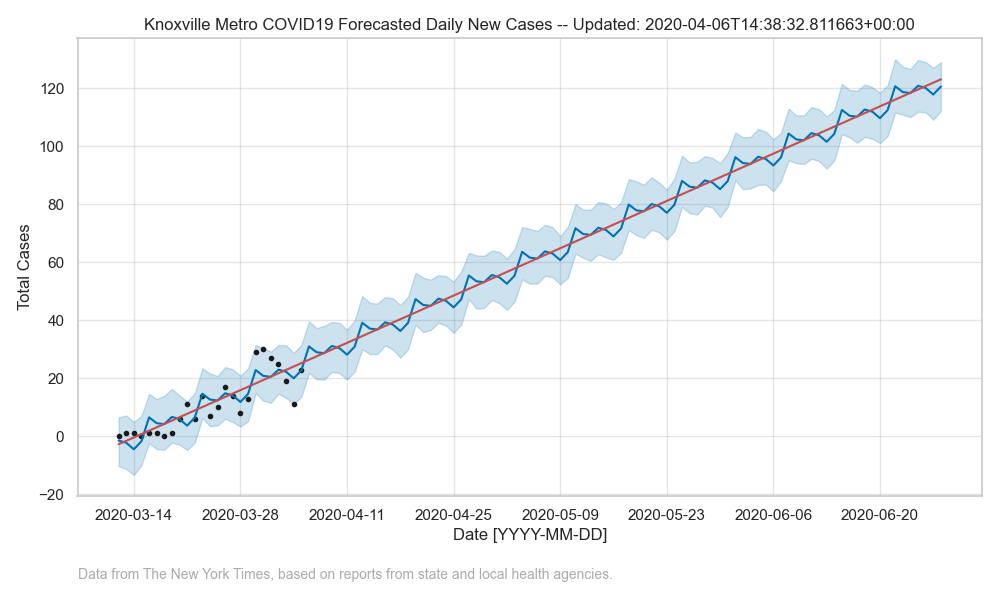 Knoxville Metro COVID19 Forecasted Daily New Cases -- Updated: 2020-04-06T14:38:32.811663+00:00
Total Cases
120
100
80
60
40
20
0
−20
2020-03-14 2020-03-28 2020-04-11 2020-04-25 2020-05-09 2020-05-23 2020-06-06 2020-06-20
Date [YYYY-MM-DD]
Data from The New York Times, based on reports from state and local health agencies.